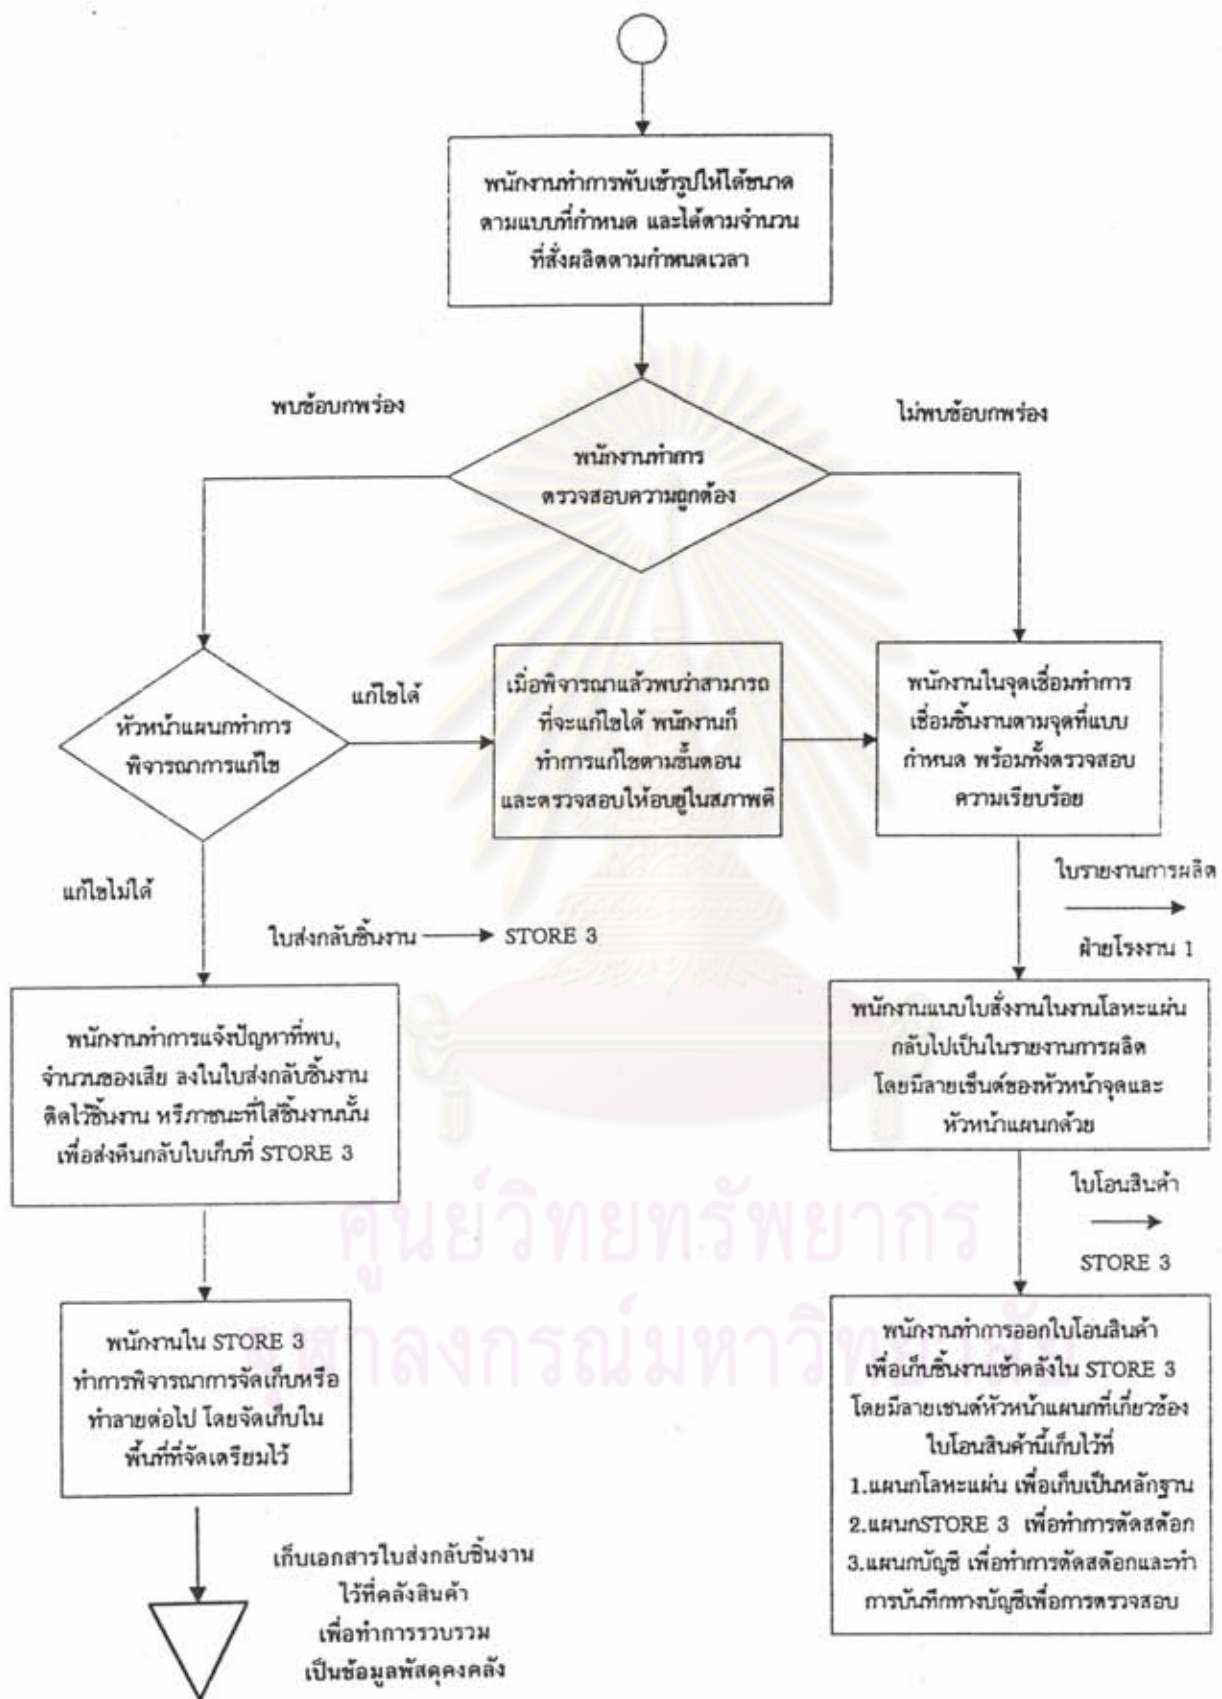 พนักงานทำการพับเข้ารูปให้ได้ขนาด
ตามแบบที่กำหนด และได้ตามจำนวน
ที่สั่งผลิตตามกำหนดเวลา
พบข้อบกพร่อง
ไม่พบข้อบกพร่อง
พนักงานทำการ
ตรวจสอบความถูกต้อง
หัวหน้าแผนกทำการ
พิจารณาการแก้ไข
แก้ไขได้
เมื่อพิจารณาแล้วพบว่าสามารถ
ที่จะแก้ไขได้ พนักงานก็
ทำการแก้ไขตามขั้นตอน
และตรวจสอบให้อบยู่ในสภาพดี
พนักงานในจุดเชื่อมทำการ
เชื่อมชิ้นงานตามจุดที่แบบ
กำหนด พร้อมทั้งตรวจสอบ
ความเรียบร้อย
แก้ไขไม่ได้
ใบส่งกลับชิ้นงาน STORE 3
ใบรายงานการผลิต
ฝ่ายโรงงาน 1
พนักงานทำการแจ้งปัญหาที่พบ,
จำนวนของเสีย ลงในใบส่งกลับชิ้นงาน
ติดไว้ชิ้นงาน หรืภาชนะที่ใส่ชิ้นงานนั้น
เพื่อส่งคืนกลับใบเก็บที่ STORE 3
พนักงานแนบใบสั่งงานในงานโลหะแผ่น
กลับไปเป็นในรายงานการผลิต
โดยมีลายเซ็นต์ของหัวหน้าจุดและ
หัวหน้าแผนกด้วย
ใบโอนสินค้า
STORE 3
พนักงานใน STORE 3
ทำการพิจารณาการจัดเก็บหรือ
ทำลายต่อไป โดยจัดเก็บใน
พื้นที่ที่จัดเตรียมไว้
พนักงานทำการออกใบโอนสินค้า
เพื่อเก็บชิ้นงานเข้าคลังใน STORE 3
โดยมีลายเซนต์หัวหน้าแผนกที่เกี่ยวข้อง
ใบโอนสินค้านี้เก็บไว้ที่
1.แผนกโลหะแผ่น เพื่อเก็บเป็นหลักฐาน
2.แผนกSTORE 3 เพื่อทำการตัดสต๊อก
3.แผนกบัญชี เพื่อทำการตัดสต๊อกและทำ
การบันทึกทางบัญชีเพื่อการตรวจสอบ
เก็บเอกสารใบส่งกลับชิ้นงาน
ไว้ที่คลังสินค้า
เพื่อทำการรวบรวม
เป็นข้อมูลพัสดุคงคลัง
ศูนย์วิทยทรัพยากร
จุฬาลงกรณ์มหาวิทยาลัย